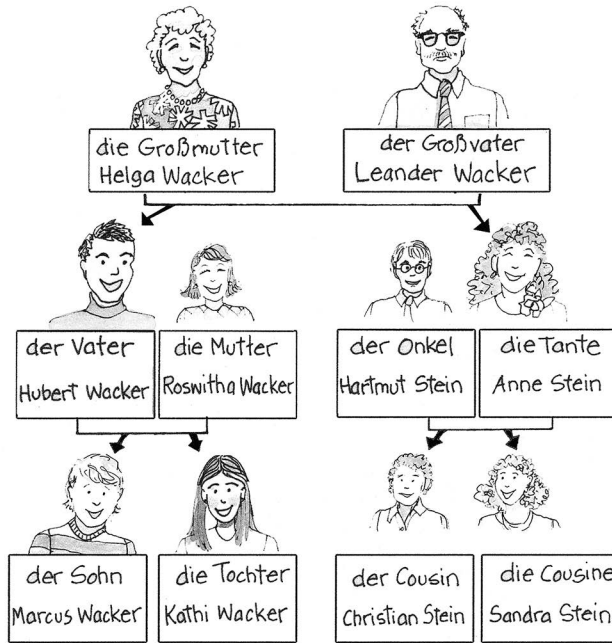 die Großmutter
Helga Wacker
der Großvater
Leander Wacker
der Vater
Hubert Wacker
die Mutter
Roswitha Wacker
der Onkel
Hartmut Stein
die Tante
Anne Stein
der Sohn
Marcus Wacker
die Tochter
Kathi Wacker
der Cousin
Christian Stein
die Cousine
Sandra Stein